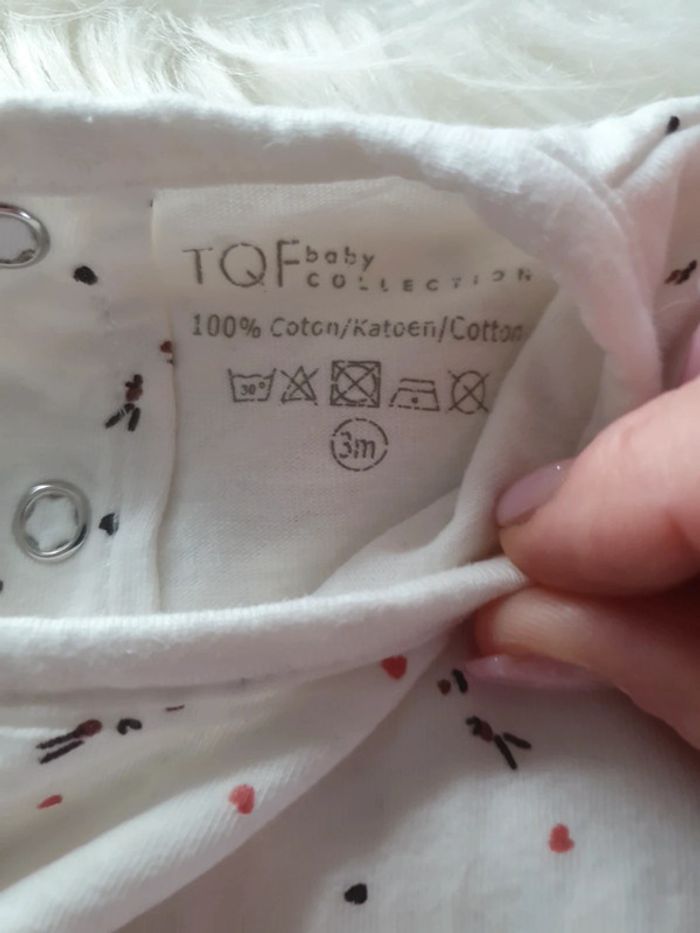 TQF baby
COLLECTION
100% Coton/Katoen/Cotton
30°
3m